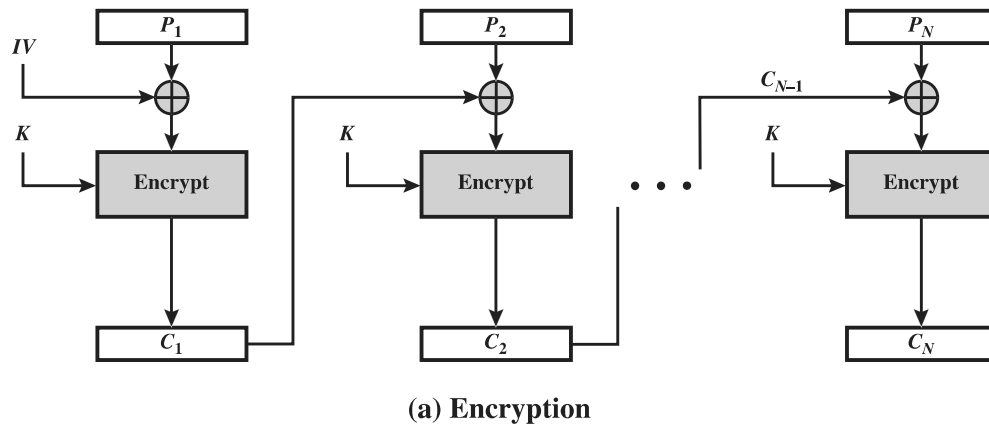 P1
P2
PN
IV
CN–1
K
K
K
Encrypt
Encrypt
Encrypt
C1
C2
CN
(a) Encryption